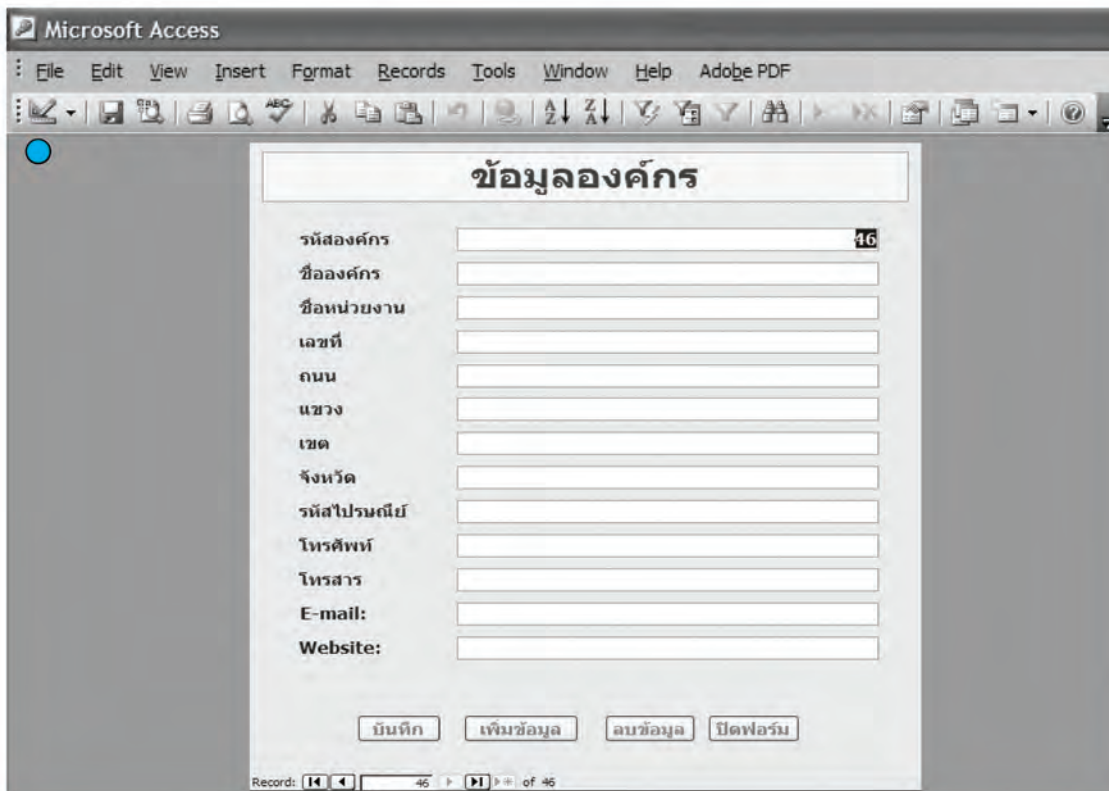 Microsoft Access
File Edit View Insert Format Records Tools Window Help Adobe PDF
ข้อมูลองค์กร
รหัสองค์กร 46
ชื่อองค์กร
ชื่อหน่วยงาน
เลขที่
ถนน
แขวง
เขต
จังหวัด
รหัสไปรษณีย์
โทรศัพท์
โทรสาร
E-mail:
Website:
บันทึก เพิ่มข้อมูล ลบข้อมูล ปิดฟอร์ม
Record: 46 of 46